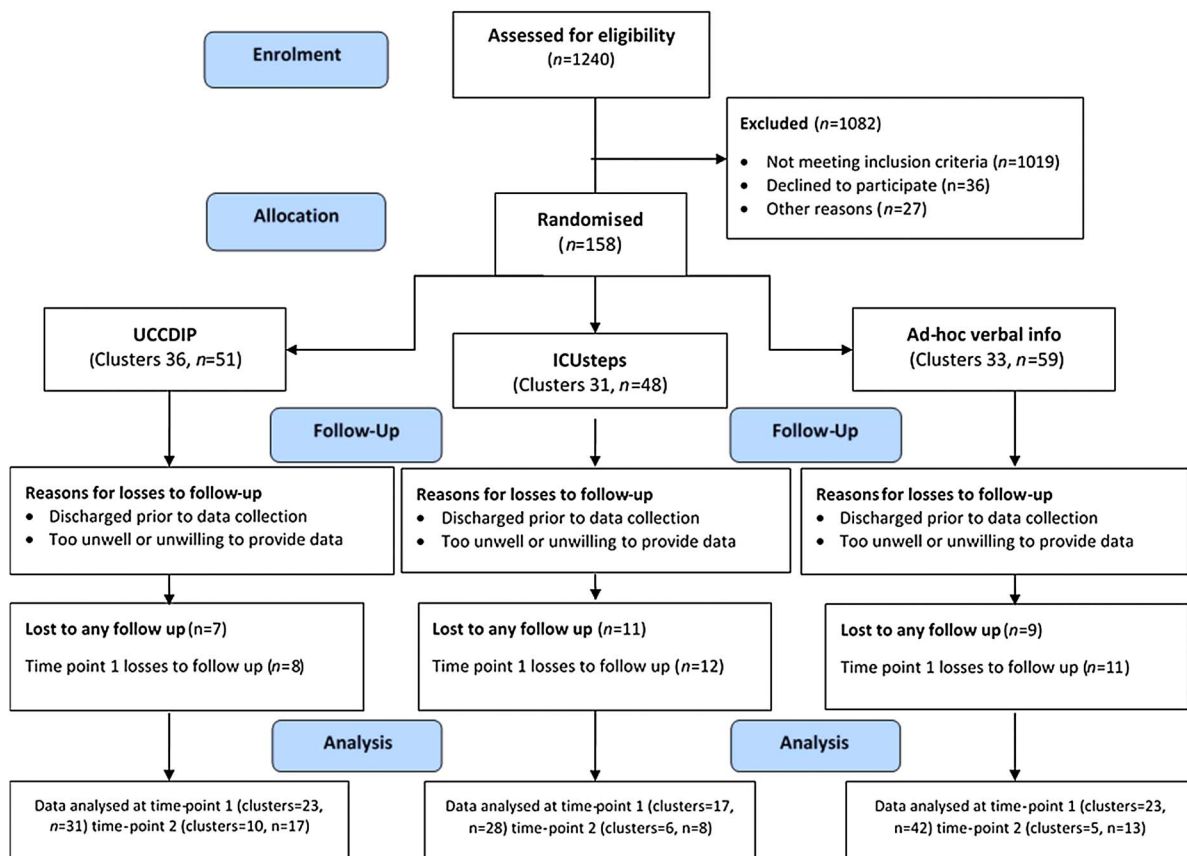 Enrolment
Assessed for eligibility
(n=1240)
Excluded (n=1082)
• Not meeting inclusion criteria (n=1019)
• Declined to participate (n=36)
• Other reasons (n=27)
Allocation
Randomised
(n=158)
UCCDIP
(Clusters 36, n=51)
ICUsteps
(Clusters 31, n=48)
Ad-hoc verbal info
(Clusters 33, n=59)
Follow-Up
Follow-Up
Reasons for losses to follow-up
• Discharged prior to data collection
• Too unwell or unwilling to provide data
Reasons for losses to follow-up
• Discharged prior to data collection
• Too unwell or unwilling to provide data
Reasons for losses to follow-up
• Discharged prior to data collection
• Too unwell or unwilling to provide data
Lost to any follow up (n=7)
Time point 1 losses to follow up (n=8)
Lost to any follow up (n=11)
Time point 1 losses to follow up (n=12)
Lost to any follow up (n=9)
Time point 1 losses to follow up (n=11)
Analysis
Analysis
Data analysed at time-point 1 (clusters=23,
n=31) time-point 2 (clusters=10, n=17)
Data analysed at time-point 1 (clusters=17,
n=28) time-point 2 (clusters=6, n=8)
Data analysed at time-point 1 (clusters=23,
n=42) time-point 2 (clusters=5, n=13)